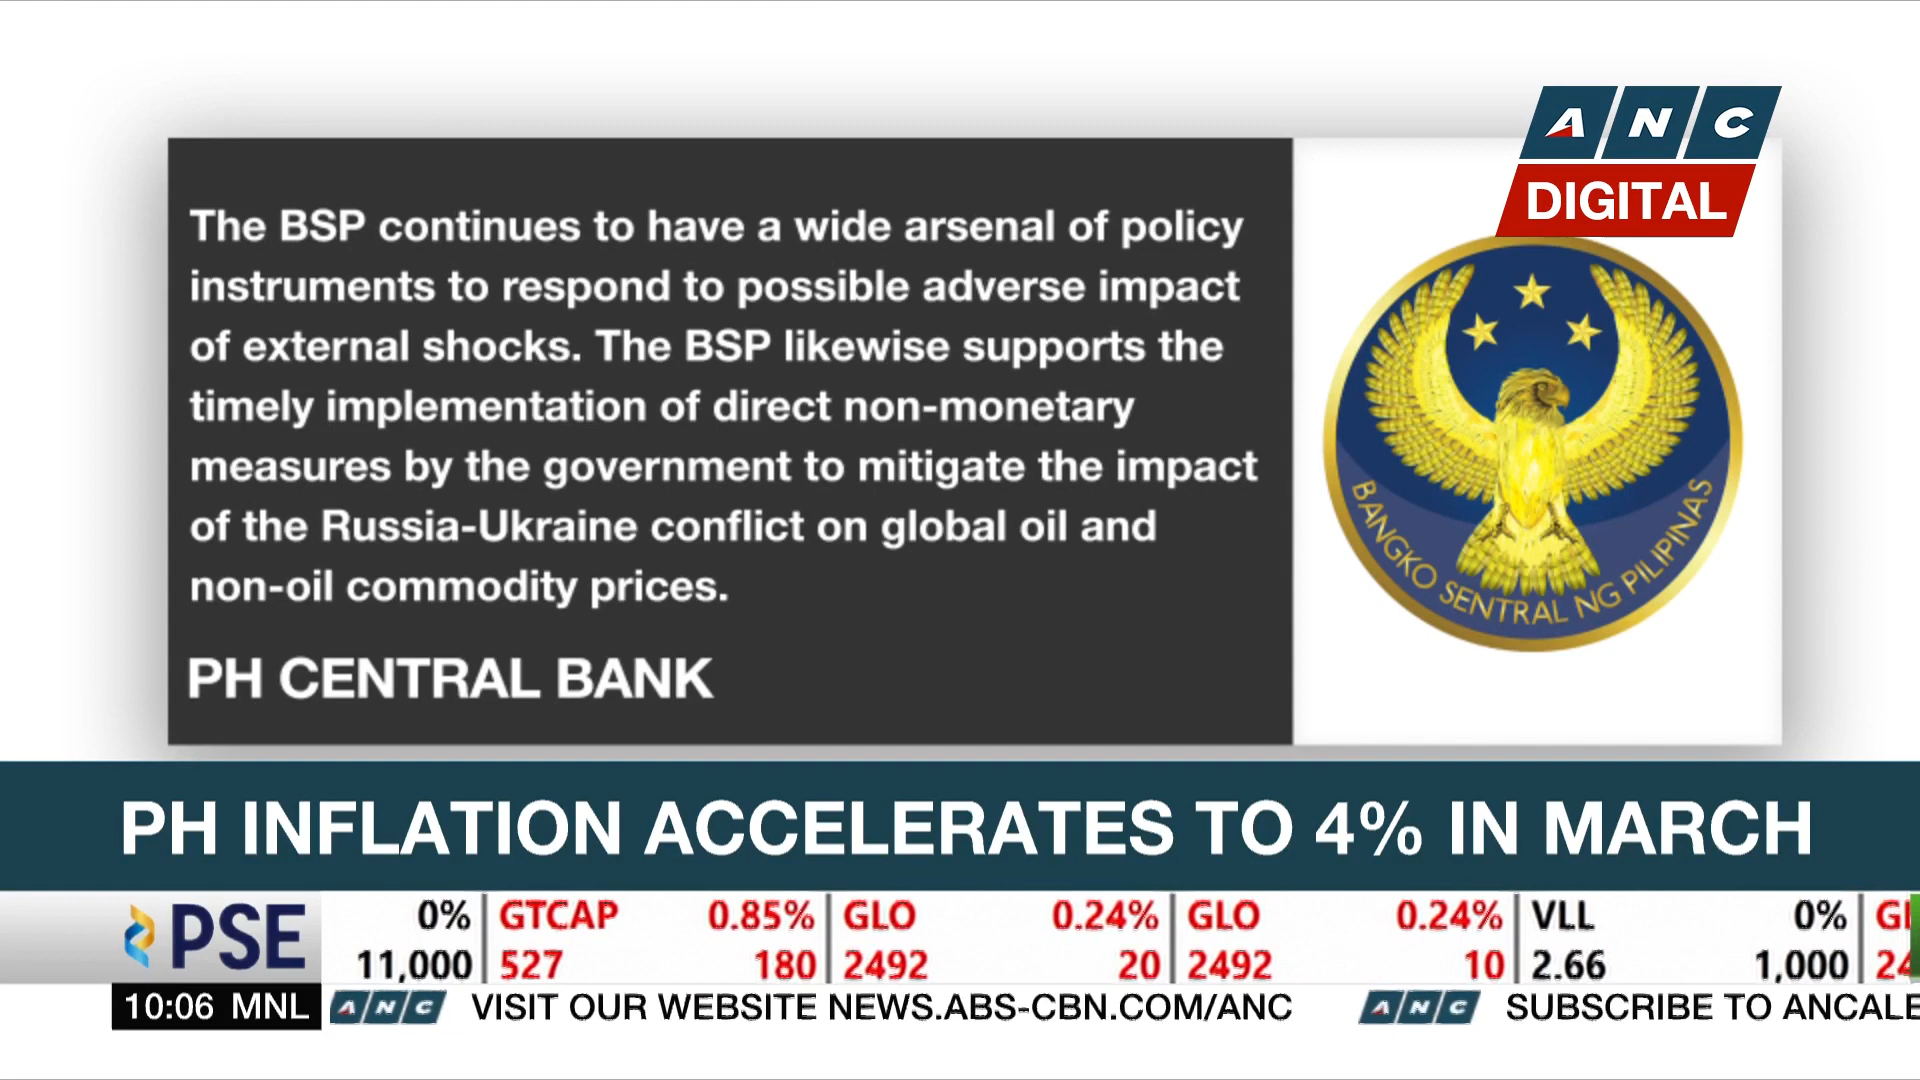 A N C
DIGITAL
The BSP continues to have a wide arsenal of policy
instruments to respond to possible adverse impact
of external shocks. The BSP likewise supports the
timely implementation of direct non-monetary
measures by the government to mitigate the impact
of the Russia-Ukraine conflict on global oil and
non-oil commodity prices.
PH CENTRAL BANK
BANGKO SENTRAL NG PILIPINAS
PH INFLATION ACCELERATES TO 4% IN MARCH
PSE
0% GTCAP 0.85% GLO 0.24% GLO 0.24% VLL 0%
11,000 527 180 2492 20 2492 10 2.66 1,000 24
10:06 MNL ANC VISIT OUR WEBSITE NEWS.ABS-CBN.COM/ANC ANC SUBSCRIBE TO ANCALE